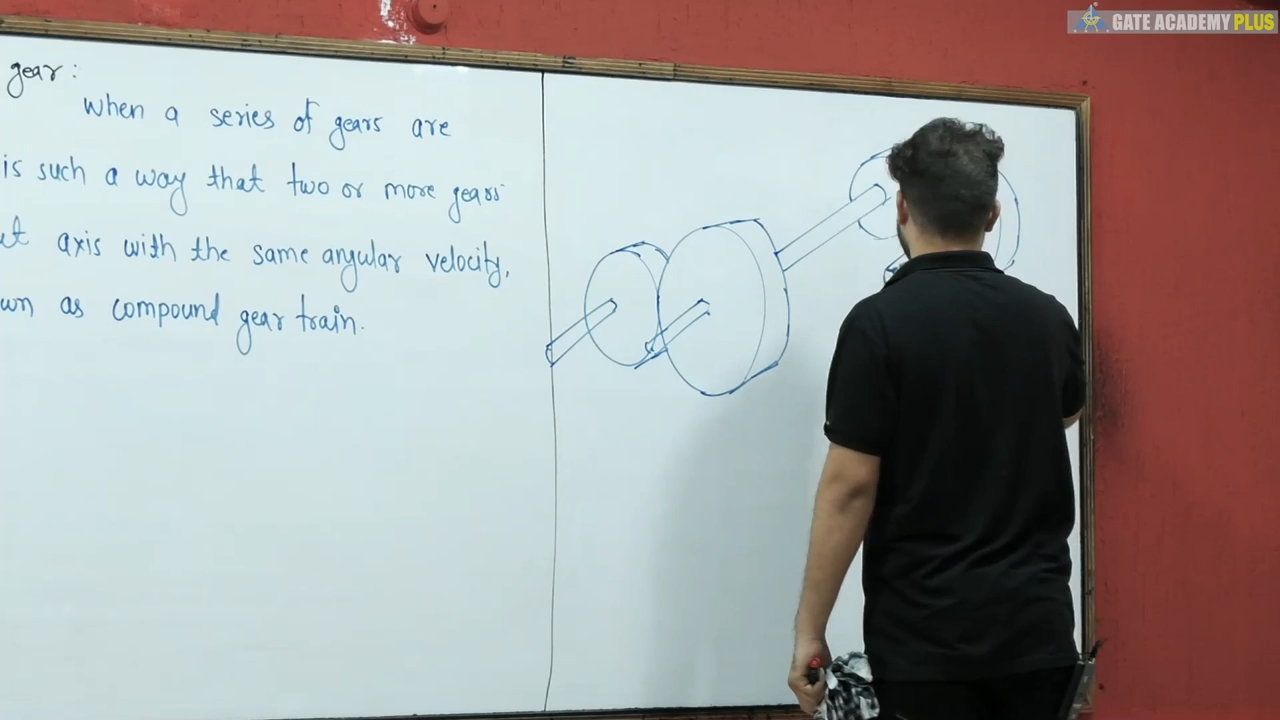 gear:
when a series of gears are
is such a way that two or more gears
axis with the same angular velocity,
as compound gear train.
GATE ACADEMY PLUS